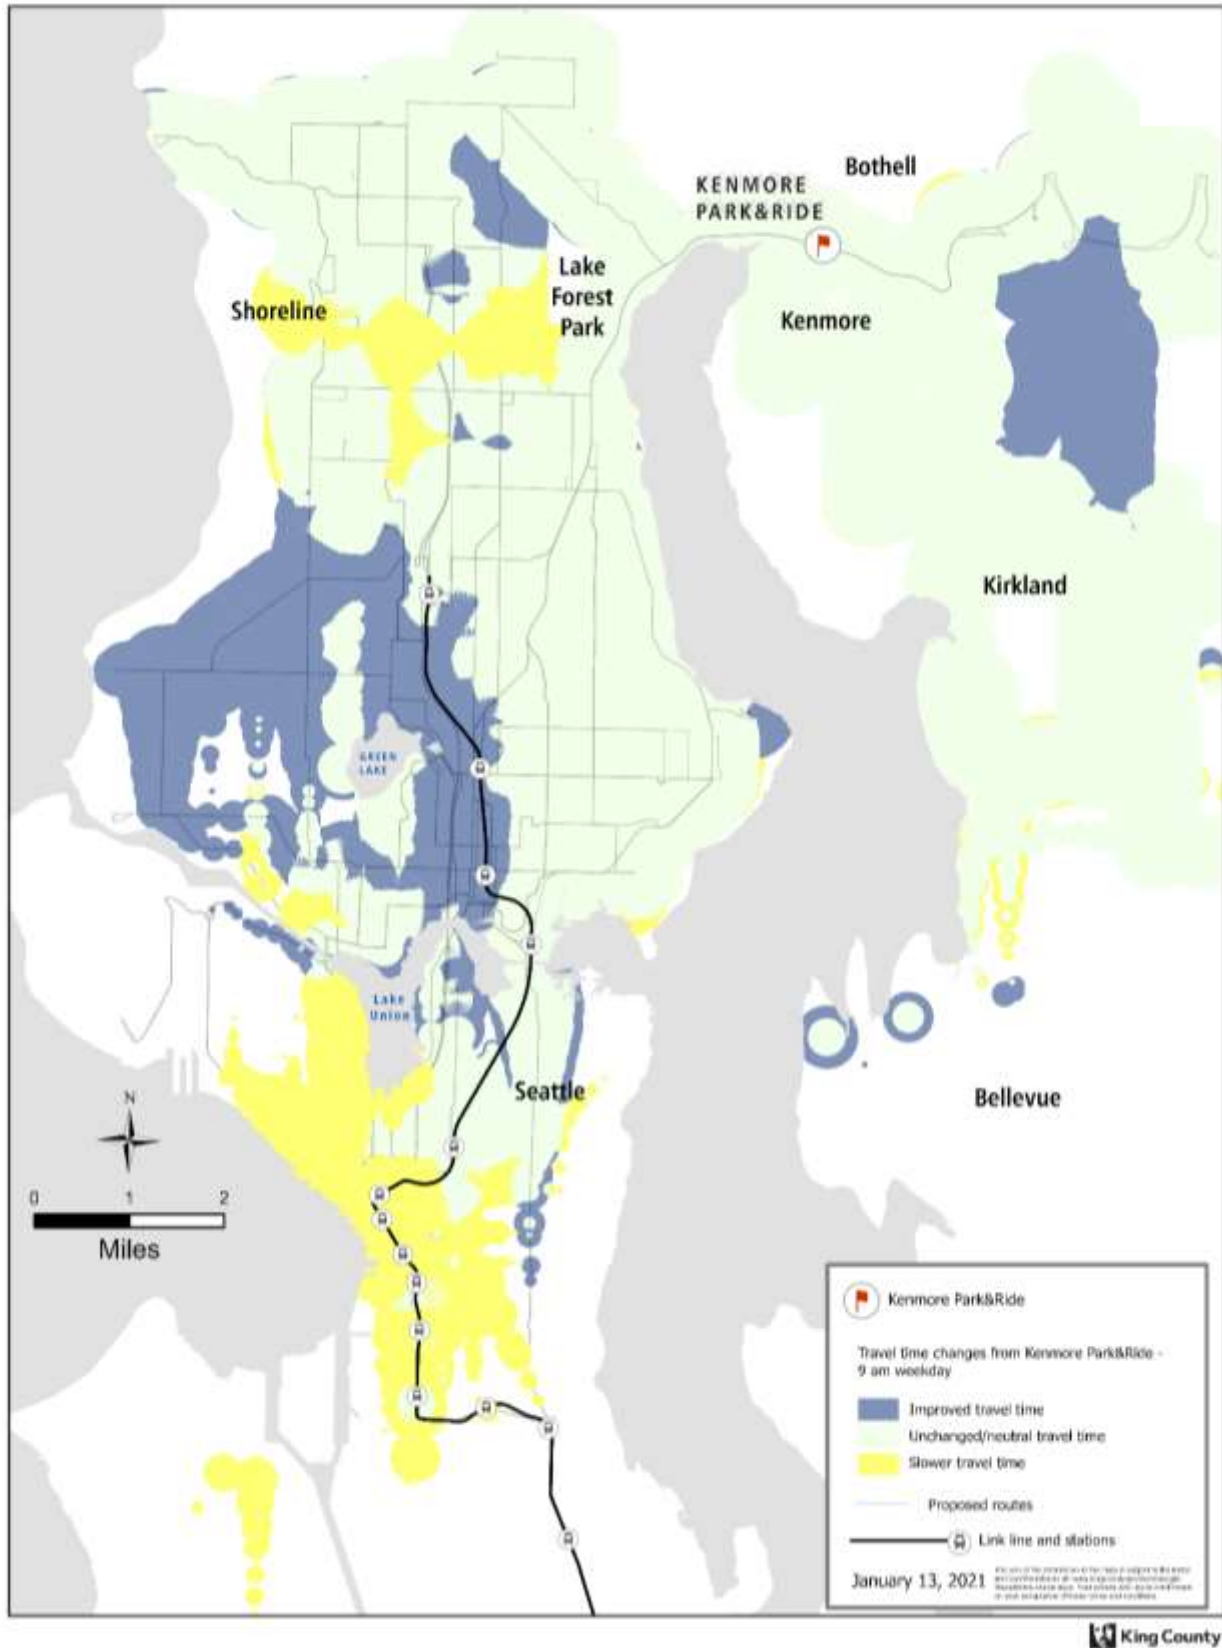 Bothell
KENMORE
PARK&RIDE
Lake
Forest
Park
Shoreline
Kenmore
Kirkland
GREEN
LAKE
Lake
Union
Seattle
Bellevue
N
0 1 2
Miles
Kenmore Park&Ride
Travel time changes from Kenmore Park&Ride -
9 am weekday
Improved travel time
Unchanged/neutral travel time
Slower travel time
Proposed routes
Link line and stations
January 13, 2021
King County